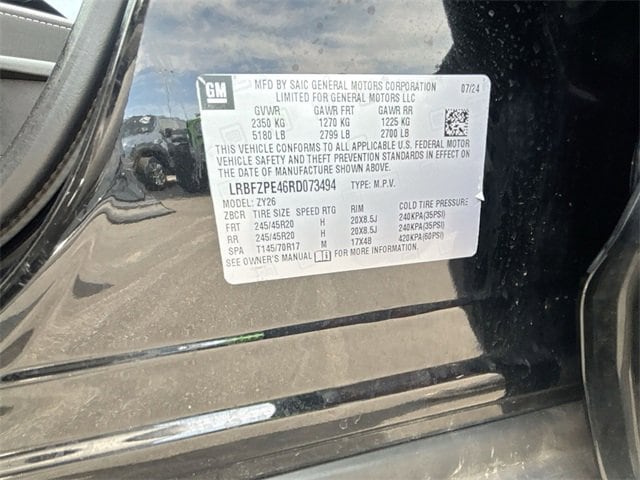 GM
MFD BY SAIC GENERAL MOTORS CORPORATION 07/24
LIMITED FOR GENERAL MOTORS LLC
GVWR GAWR FRT GAWR RR
2350 KG 1270 KG 1225 KG
5180 LB 2799 LB 2700 LB
THIS VEHICLE CONFORMS TO ALL APPLICABLE U.S. FEDERAL MOTOR
VEHICLE SAFETY AND THEFT PREVENTION STANDARDS IN EFFECT ON THE
DATE OF MANUFACTURE SHOWN ABOVE.
LRBFZPE46RD073494 TYPE: M.P.V.
MODEL: ZY26
ZBCR TIRE SIZE SPEED RTG RIM COLD TIRE PRESSURE
FRT 245/45R20 H 20X8.5J 240KPA(35PSI)
RR 245/45R20 H 20X8.5J 240KPA(35PSI)
SPA T145/70R17 M 17X4B 420KPA(60PSI)
SEE OWNER'S MANUAL FOR MORE INFORMATION.